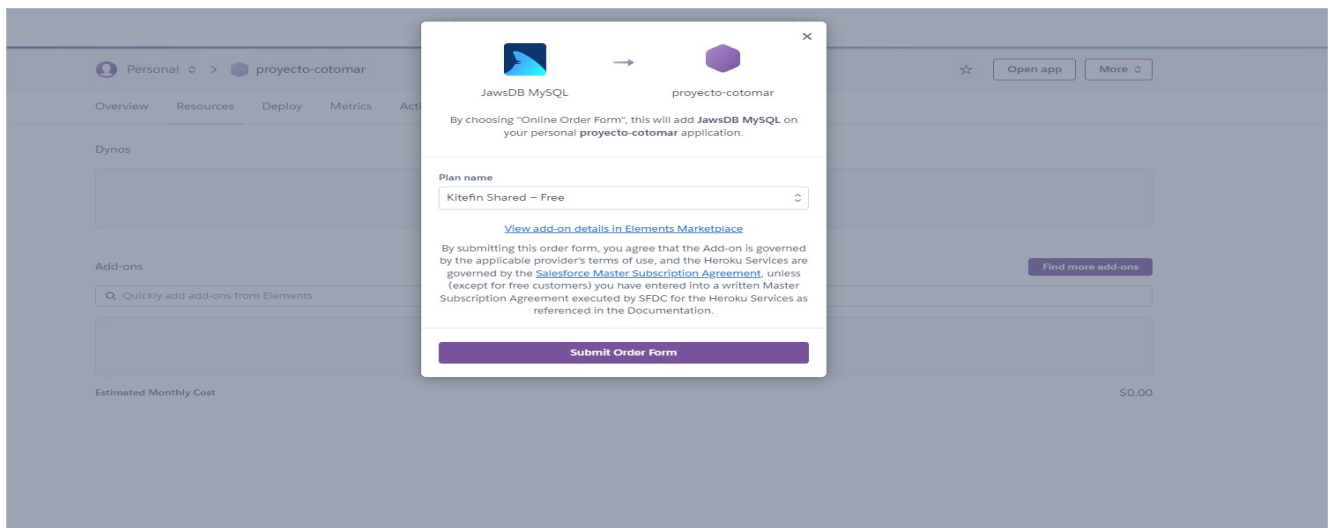 JawsDB MySQL
proyecto-cotomar
Personal > proyecto-cotomar
Open app
More
Overview Resources Deploy Metrics
By choosing "Online Order Form", this will add JawsDB MySQL on
your personal proyecto-cotomar application.
Dynos
Plan name
Kitefin Shared – Free
View add-on details in Elements Marketplace
By submitting this order form, you agree that the Add-on is governed
by the applicable provider's terms of use, and the Heroku Services are
governed by the Salesforce Master Subscription Agreement, unless
(except for free customers) you have entered into a written Master
Subscription Agreement executed by SFDC for the Heroku Services as
referenced in the Documentation.
Add-ons
Find more add-ons
Quickly add add-ons from Elements
Submit Order Form
Estimated Monthly Cost
$0.00